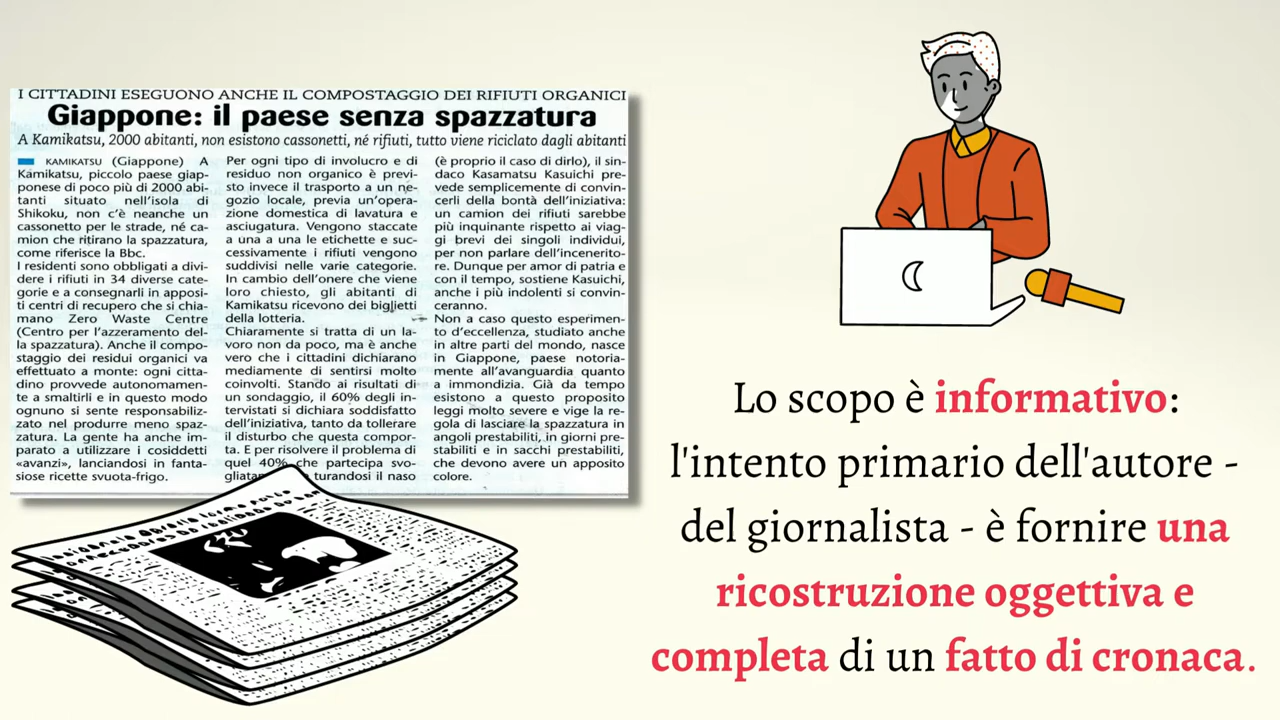 I CITTADINI ESEGUONO ANCHE IL COMPOSTAGGIO DEI RIFIUTI ORGANICI
Giappone: il paese senza spazzatura
A Kamikatsu, 2000 abitanti, non esistono cassonetti, né rifiuti, tutto viene riciclato dagli abitanti
KAMIKATSU (Giappone) A
Kamikatsu, piccolo paese giap-
ponese di poco più di 2000 abi-
tanti situato nell'isola di
Shikoku, non c'è neanche un
cassonetto per le strade, né ca-
mion che ritirano la spazzatura,
come riferisce la Bbc.
I residenti sono obbligati a divi-
dere i rifiuti in 34 diverse cate-
gorie e a consegnarli in apposi-
ti centri di recupero che si chia-
mano Zero Waste Centre
(Centro per l'azzeramento del-
la spazzatura). Anche il compo-
staggio dei residui organici va
effettuato a monte: ogni citta-
dino provvede autonomamen-
te a smaltirli e in questo modo
ognuno si sente responsabiliz-
zato nel produrre meno spaz-
zatura. La gente ha anche im-
parato a utilizzare i cosiddetti
«avanzi», lanciandosi in fanta-
siose ricette svuota-frigo.
Per ogni tipo di involucro e di
residuo non organico è previ-
sto invece il trasporto a un ne-
gozio locale, previa un'opera-
zione domestica di lavatura e
asciugatura. Vengono staccate
a una a una le etichette e suc-
cessivamente i rifiuti vengono
suddivisi nelle varie categorie.
In cambio dell'onere che viene
loro chiesto, gli abitanti di
Kamikatsu ricevono dei biglietti
della lotteria.
Chiaramente si tratta di un la-
voro non da poco, ma è anche
vero che i cittadini dichiarano
mediamente di sentirsi molto
coinvolti. Stando ai risultati di
un sondaggio, il 60% degli in-
tervistati si dichiara soddisfatto
dell'iniziativa, tanto da tollerare
il disturbo che questa compor-
ta. E per risolvere il problema di
quel 40% che partecipa svo-
turandosi il naso
(è proprio il caso di dirlo), il sin-
daco Kasamatsu Kasuichi pre-
vede semplicemente di convin-
cerli della bontà dell'iniziativa:
un camion dei rifiuti sarebbe
più inquinante rispetto ai viag-
gi brevi dei singoli individui,
per non parlare dell'incenerito-
re. Dunque per amor di patria e
con il tempo, sostiene Kasuichi,
anche i più indolenti si convin-
ceranno.
Non a caso questo esperimen-
to d'eccellenza, studiato anche
in altre parti del mondo, nasce
in Giappone, paese notoria-
mente all'avanguardia quanto
a immondizia. Già da tempo
esistono a questo proposito
leggi molto severe e vige la re-
gola di lasciare la spazzatura in
angoli prestabiliti, in giorni pre-
stabiliti e in sacchi prestabiliti,
che devono avere un apposito
colore.
Lo scopo è informativo:
l'intento primario dell'autore -
del giornalista - è fornire una
ricostruzione oggettiva e
completa di un fatto di cronaca.